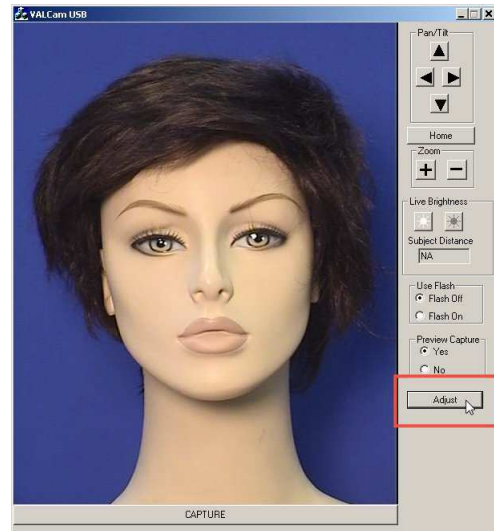 VALCam USB
Pan/Tilt
Home
Zoom
Live Brightness
Subject Distance
NA
Use Flash
Flash Off
Flash On
Preview Capture
Yes
No
Adjust
CAPTURE